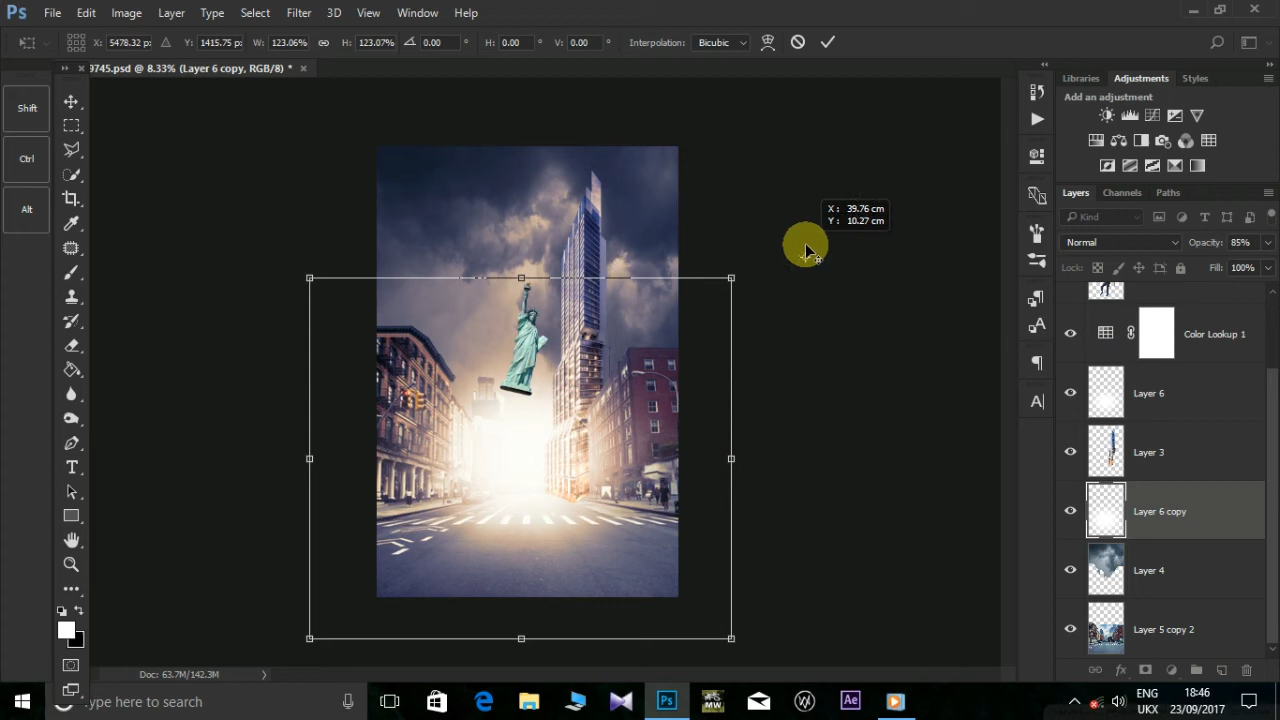 Ps File Edit Image Layer Type Select Filter 3D View Window Help
X: 5478.32 px Y: 1415.75 px W: 123.06% H: 123.07% 0.00 ° H: 0.00 ° V: 0.00 ° Interpolation: Bicubic
9745.psd @ 8.33% (Layer 6 copy, RGB/8) *
Libraries Adjustments Styles
Add an adjustment
Shift
Ctrl
Alt
X : 39.76 cm
Y : 10.27 cm
Layers Channels Paths
Kind
Normal Opacity: 85%
Lock: Fill: 100%
Color Lookup 1
Layer 6
Layer 3
Layer 6 copy
Layer 4
Layer 5 copy 2
Doc: 63.7M/142.3M
ype here to search
Ps
MW
Ae
ENG
UKX
18:46
23/09/2017